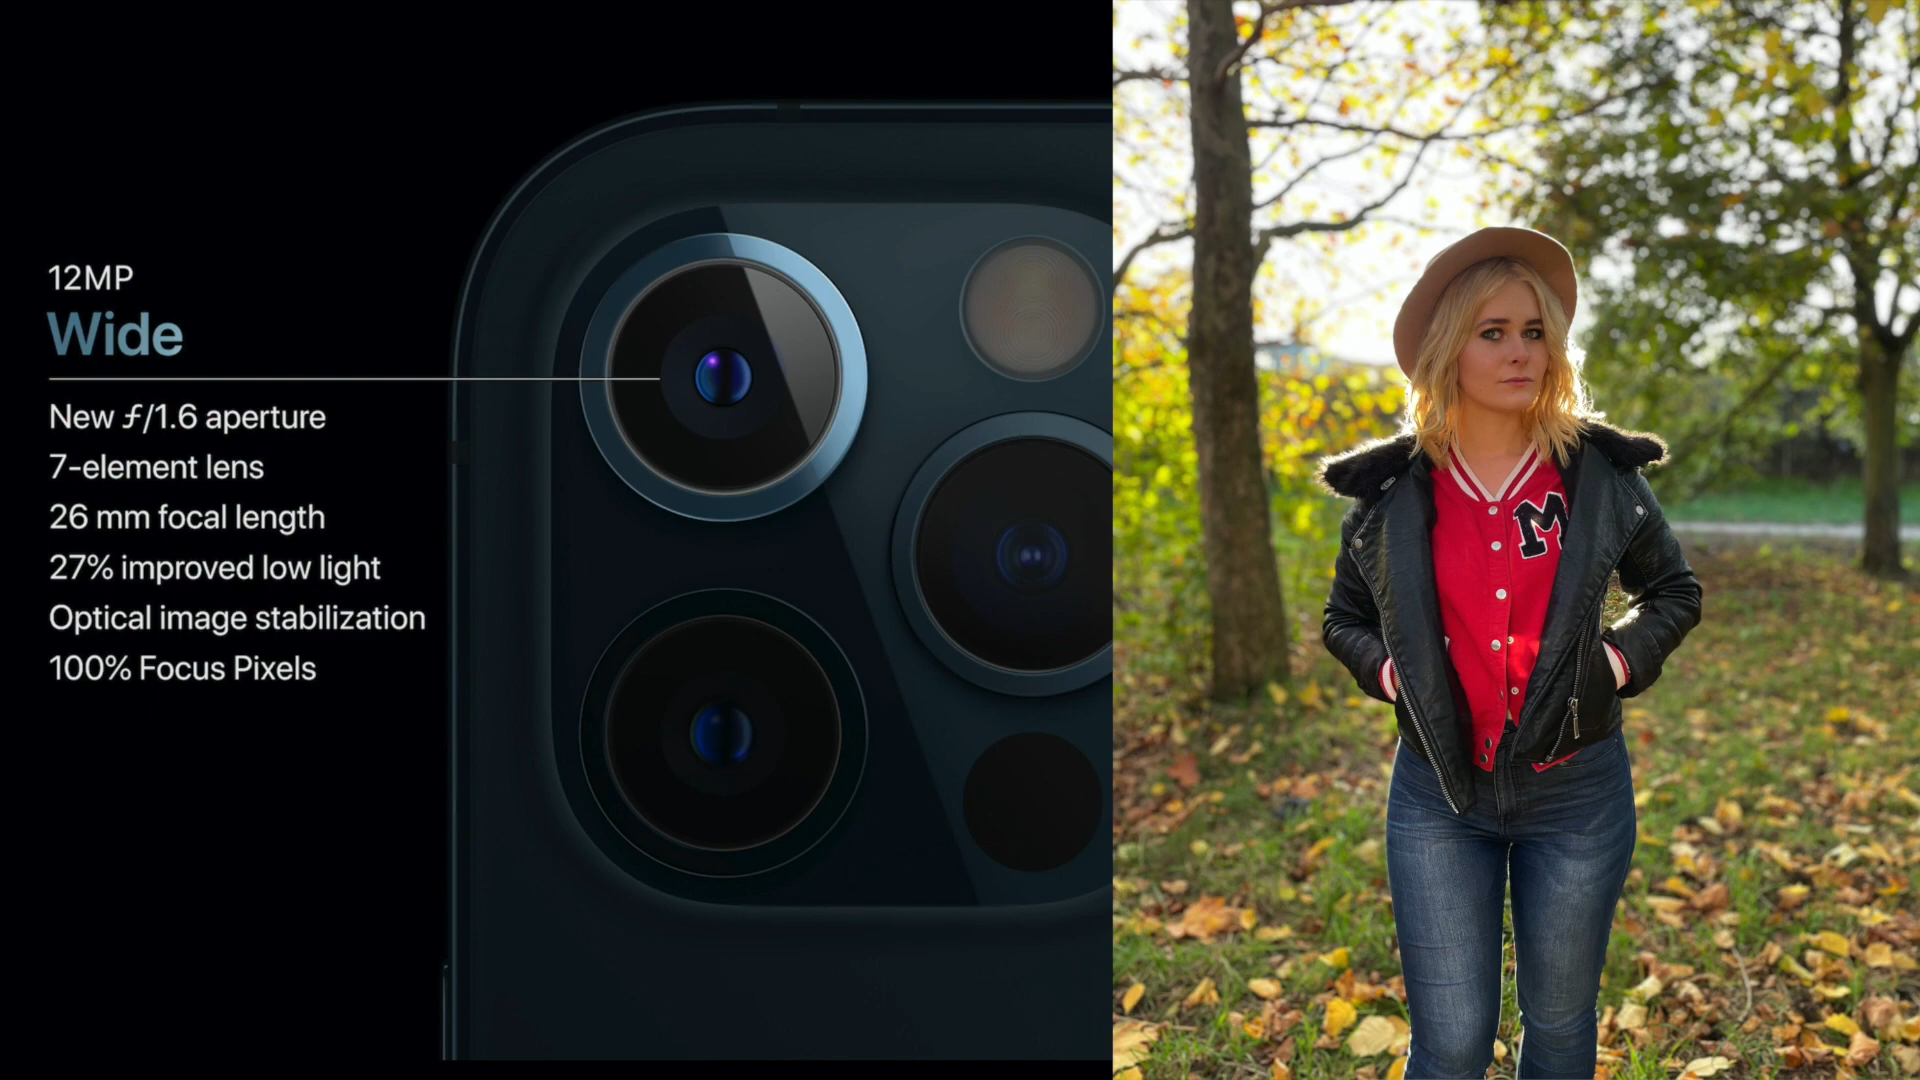 12MP
Wide
New ƒ/1.6 aperture
7-element lens
26 mm focal length
27% improved low light
Optical image stabilization
100% Focus Pixels
M